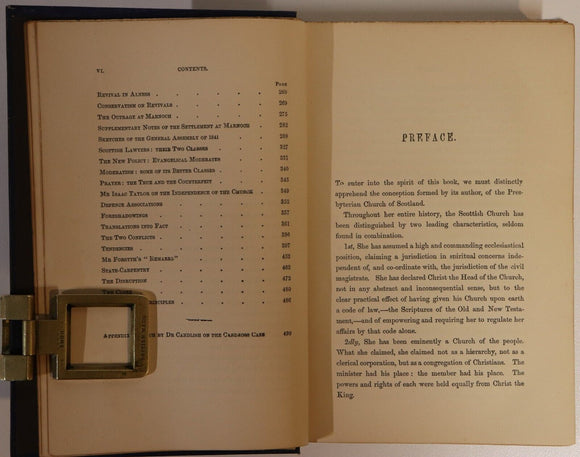 VI. CONTENTS.
PAGE
REVIVAL IN ALNESS
CONSERVATISM ON REVIVALS 269
THE OUTRAGE AT MARNOCH 275
SUPPLEMENTARY NOTES OF THE SETTLEMENT AT MARNOCH 282
SKETCHES OF THE GENERAL ASSEMBLY OF 1841 289
SCOTTISH LAWYERS: THEIR TWO CLASSES 327
THE NEW POLICY: EVANGELICAL MODERATES 331
MODERATISM: SOME OF ITS BETTER CLASSES 340
PRAYER: THE TRUE AND THE COUNTERFEIT 345
MR ISAAC TAYLOR ON THE INDEPENDENCE OF THE CHURCH 349
DEFENCE ASSOCIATIONS 352
FORESHADOWINGS 357
TRANSLATIONS INTO FACT 361
THE TWO CONFLICTS
TENDENCIES 397
MR FORSYTH'S "REMARKS" 432
STATE-CARPENTRY 462
THE DISRUPTION 472
479
PRINCIPLES 486
APPENDIX BY DR CANDLISH ON THE CARDROSS CASE
PREFACE.
To enter into the spirit of this book, we must distinctly
apprehend the conception formed by its author, of the Pres-
byterian Church of Scotland.
Throughout her entire history, the Scottish Church has
been distinguished by two leading characteristics, seldom
found in combination.
1st, She has assumed a high and commanding ecclesiastical
position, claiming a jurisdiction in spiritual concerns inde-
pendent of, and co-ordinate with, the jurisdiction of the civil
magistrate. She has declared Christ the Head of the Church,
not in any abstract and inconsequential sense, but to the
clear practical effect of having given his Church upon earth
a code of law,—the Scriptures of the Old and New Testa-
ment,—and of empowering and requiring her to regulate her
affairs by that code alone.
2dly, She has been eminently a Church of the people.
What she claimed, she claimed not as a hierarchy, not as a
clerical corporation, but as a congregation of Christians. The
minister had his place: the member had his place. The
powers and rights of each were held equally from Christ the
King.